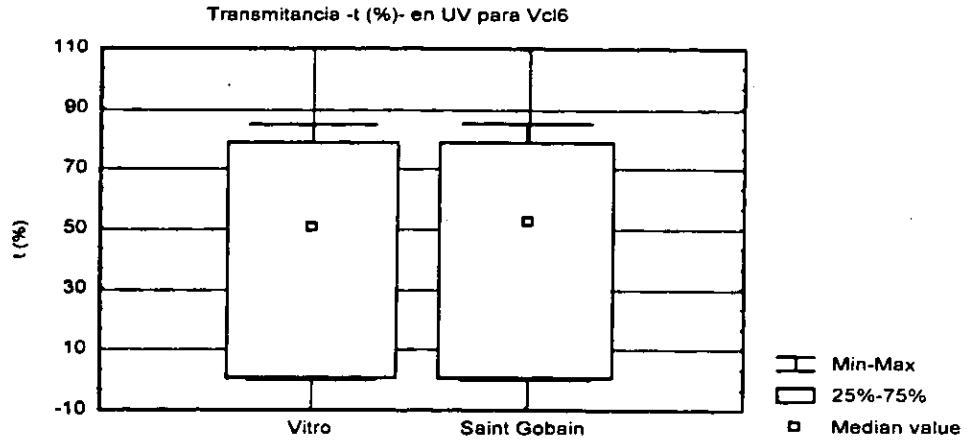 Transmitancia -t (%)- en UV para Vcl6
110
90
70
50
30
10
-10
t (%)
Vitro
Saint Gobain
Min-Max
25%-75%
Median value